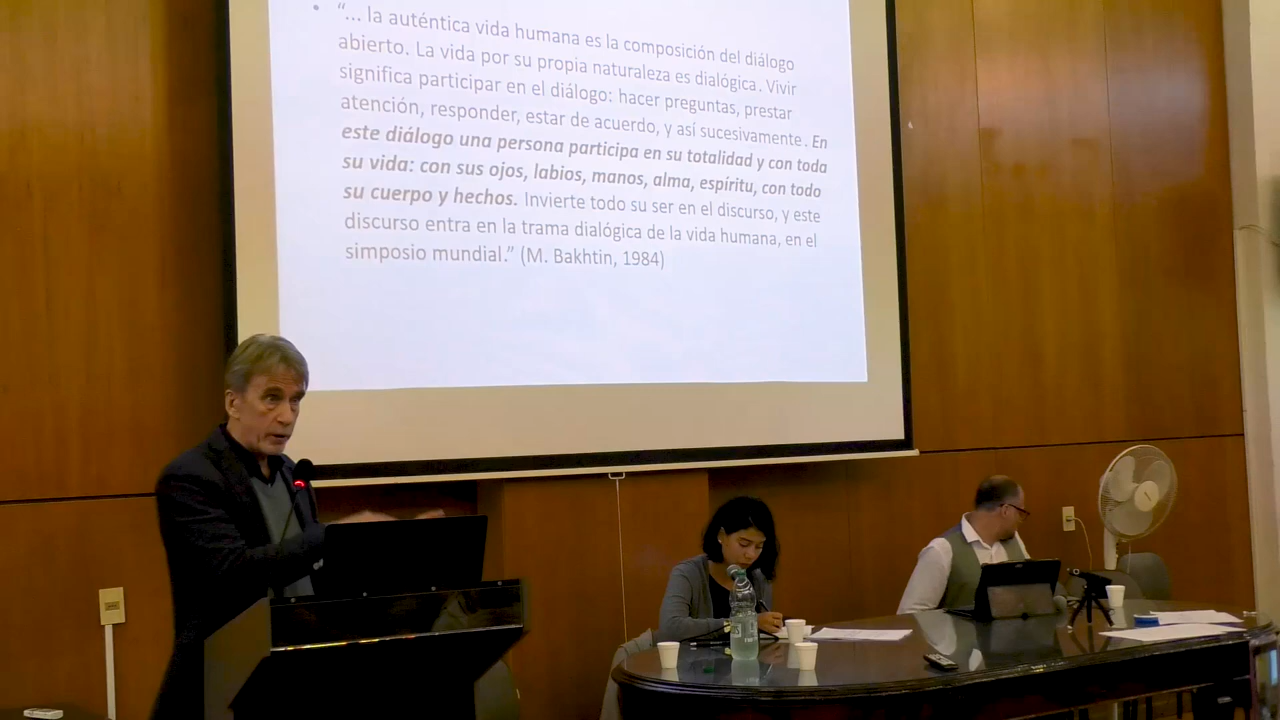 • “... la auténtica vida humana es la composición del diálogo
abierto. La vida por su propia naturaleza es dialógica. Vivir
significa participar en el diálogo: hacer preguntas, prestar
atención, responder, estar de acuerdo, y así sucesivamente. En
este diálogo una persona participa en su totalidad y con toda
su vida: con sus ojos, labios, manos, alma, espíritu, con todo
su cuerpo y hechos. Invierte todo su ser en el discurso, y este
discurso entra en la trama dialógica de la vida humana, en el
simposio mundial.” (M. Bakhtin, 1984)